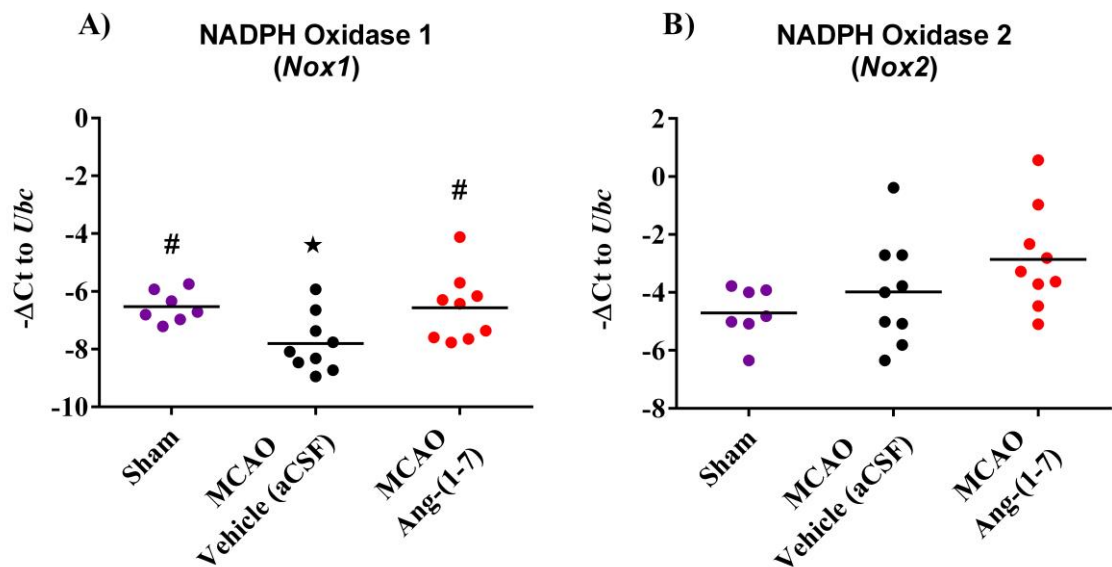 A)
NADPH Oxidase 1
(Nox1)
-ΔCt to Ubc
0
-2
-4
-6
-8
-10
#
★
#
Sham
MCAO
Vehicle (aCSF)
MCAO
Ang-(1-7)
B)
NADPH Oxidase 2
(Nox2)
-ΔCt to Ubc
2
0
-2
-4
-6
-8
Sham
MCAO
Vehicle (aCSF)
MCAO
Ang-(1-7)